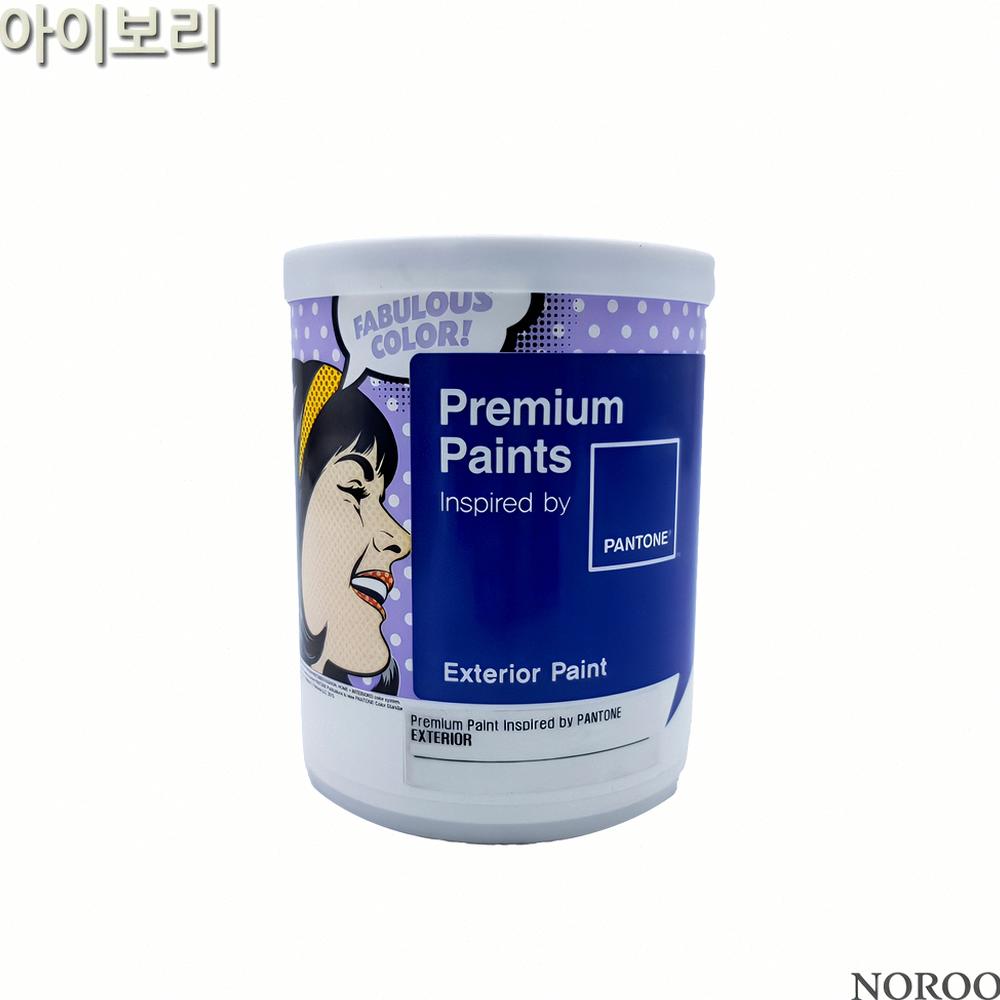 아이보리
FABULOUS
COLOR!
Premium
Paints
Inspired by
PANTONE
Exterior Paint
Premium Paint Inspired by PANTONE
EXTERIOR
NOROO